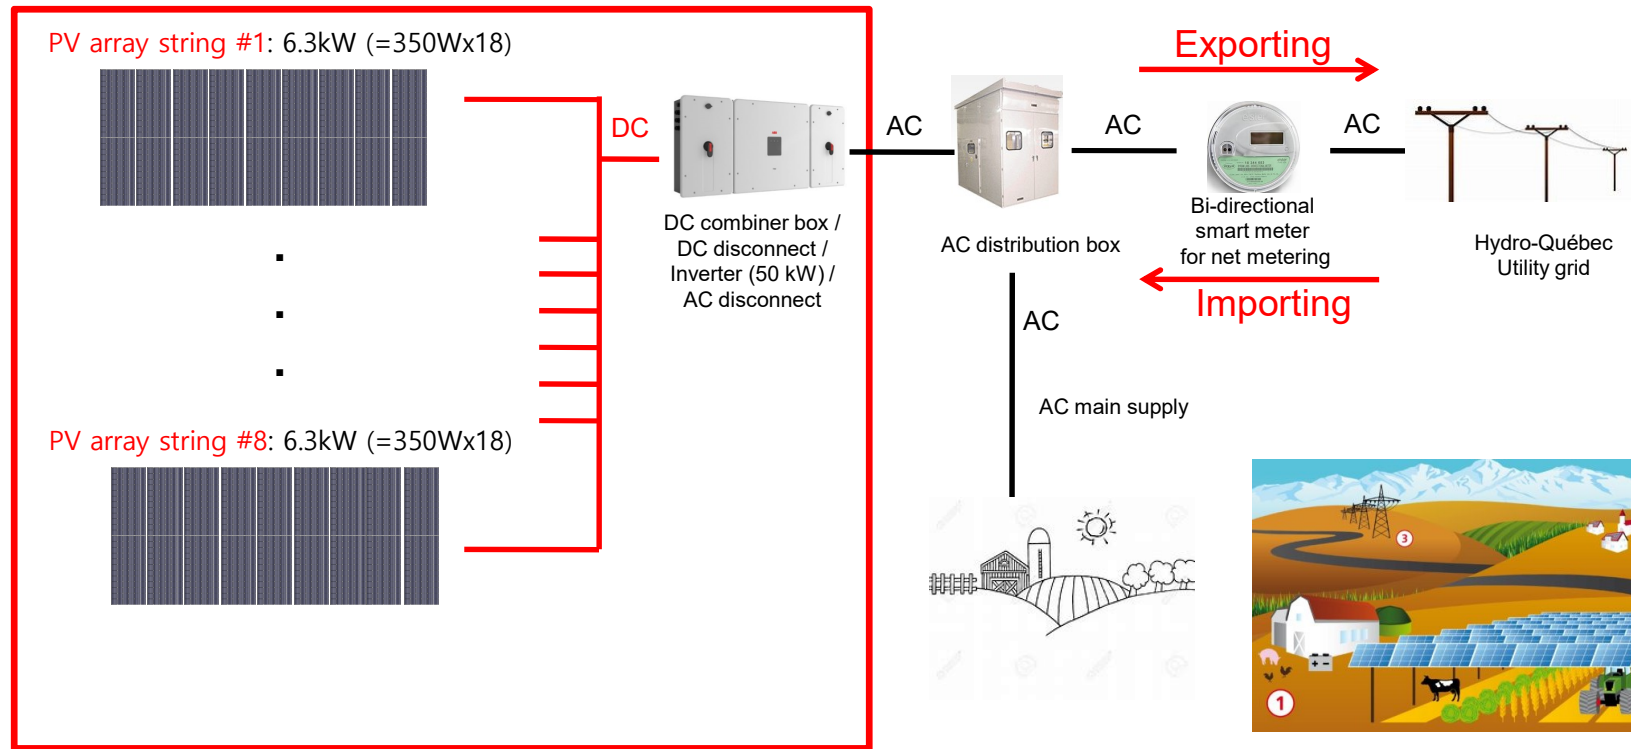 PV array string #1: 6.3kW (=350Wx18)
DC
DC combiner box /
DC disconnect /
Inverter (50 kW) /
AC disconnect
.
.
.
PV array string #8: 6.3kW (=350Wx18)
AC
AC distribution box
AC
Exporting
Bi-directional
smart meter
for net metering
Importing
AC
Hydro-Québec
Utility grid
AC
AC main supply
3
1